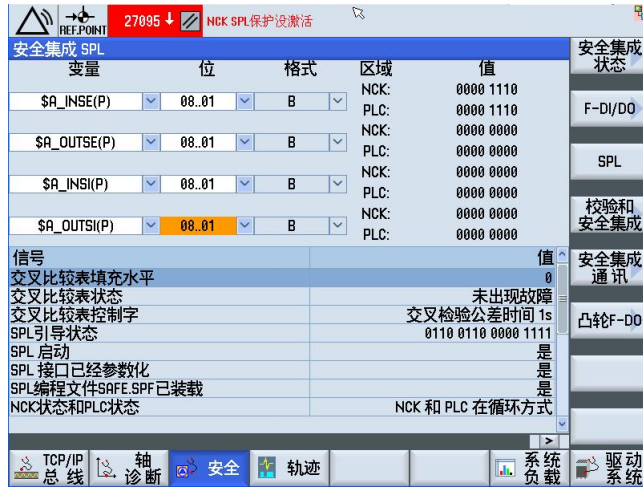 REF.POINT
27095 ↓ NCK SPL保护没激活
安全集成 SPL
变量 位 格式 区域 值
$A_INSE(P) 08..01 B NCK: 0000 1110
PLC: 0000 1110
$A_OUTSE(P) 08..01 B NCK: 0000 0000
PLC: 0000 0000
$A_INSI(P) 08..01 B NCK: 0000 0000
PLC: 0000 0000
$A_OUTSI(P) 08..01 B NCK: 0000 0000
PLC: 0000 0000
信号 值
交叉比较表填充水平 0
交叉比较表状态 未出现故障
交叉比较表控制字 交叉检验公差时间 1s
SPL引导状态 0110 0110 0000 1111
SPL 启动 是
SPL 接口已经参数化 是
SPL编程文件SAFE.SPF已装载 是
NCK状态和PLC状态 NCK 和 PLC 在循环方式
安全集成
状态
F-DI/DO
SPL
校验和
安全集成
安全集成
通讯
凸轮F-DO
TCP/IP
总线
轴
诊断
安全
轨迹
系统
负载
驱动
系统